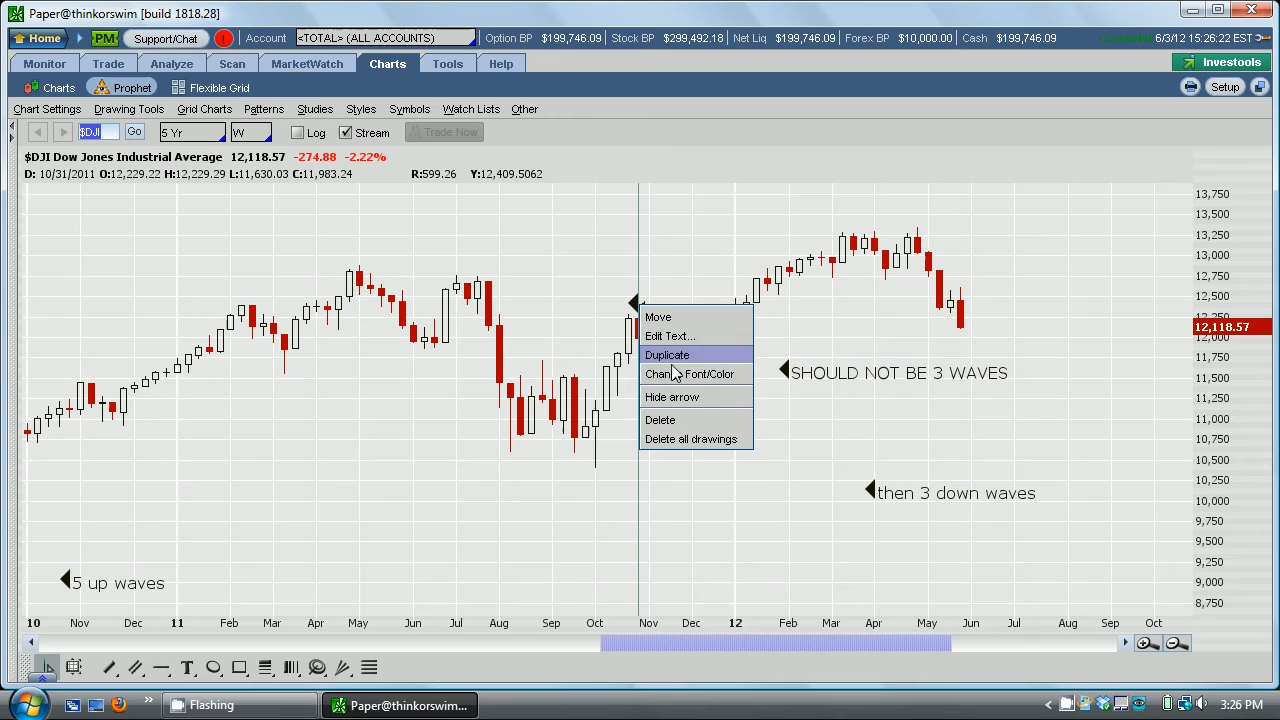 Paper@thinkorswim [build 1818.28]
Home PM Support/Chat Account <TOTAL> (ALL ACCOUNTS) Option BP $199,746.09 Stock BP $299,492.18 Net Liq $199,746.09 Forex BP $10,000.00 Cash $199,746.09 Connected 6/3/12 15:26:22 EST
Monitor Trade Analyze Scan MarketWatch Charts Tools Help Investools
Charts Prophet Flexible Grid Setup
Chart Settings Drawing Tools Grid Charts Patterns Studies Styles Symbols Watch Lists Other
$DJI Go 5 Yr W Log Stream Trade Now
$DJI Dow Jones Industrial Average 12,118.57 -274.88 -2.22%
D: 10/31/2011 O:12,229.22 H:12,229.29 L:11,630.03 C:11,983.24 R:599.26 Y:12,409.5062
13,750
13,500
13,250
13,000
12,750
12,500
12,250
12,118.57
12,000
11,750
11,500
11,250
11,000
10,750
10,500
10,250
10,000
9,750
9,500
9,250
9,000
8,750
Move
Edit Text...
Duplicate
Change Font/Color
Hide arrow
Delete
Delete all drawings
SHOULD NOT BE 3 WAVES
then 3 down waves
5 up waves
10 Nov Dec 11 Feb Mar Apr May Jun Jul Aug Sep Oct Nov Dec 12 Feb Mar Apr May Jun Jul Aug Sep Oct
T
Flashing Paper@thinkorswim... 3:26 PM